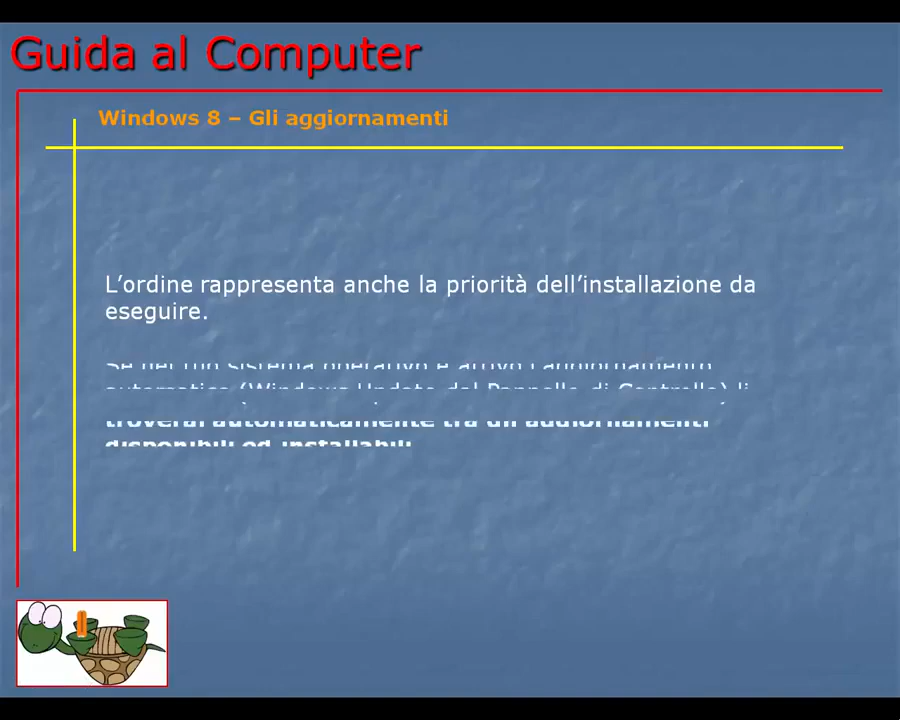 Guida al Computer
Windows 8 – Gli aggiornamenti
L’ordine rappresenta anche la priorità dell’installazione da
eseguire.
Se nel tuo sistema operativo è attivo l’aggiornamento
automatico (Windows Update dal Pannello di Controllo) li
troverai automaticamente tra gli aggiornamenti
disponibili ed installabili